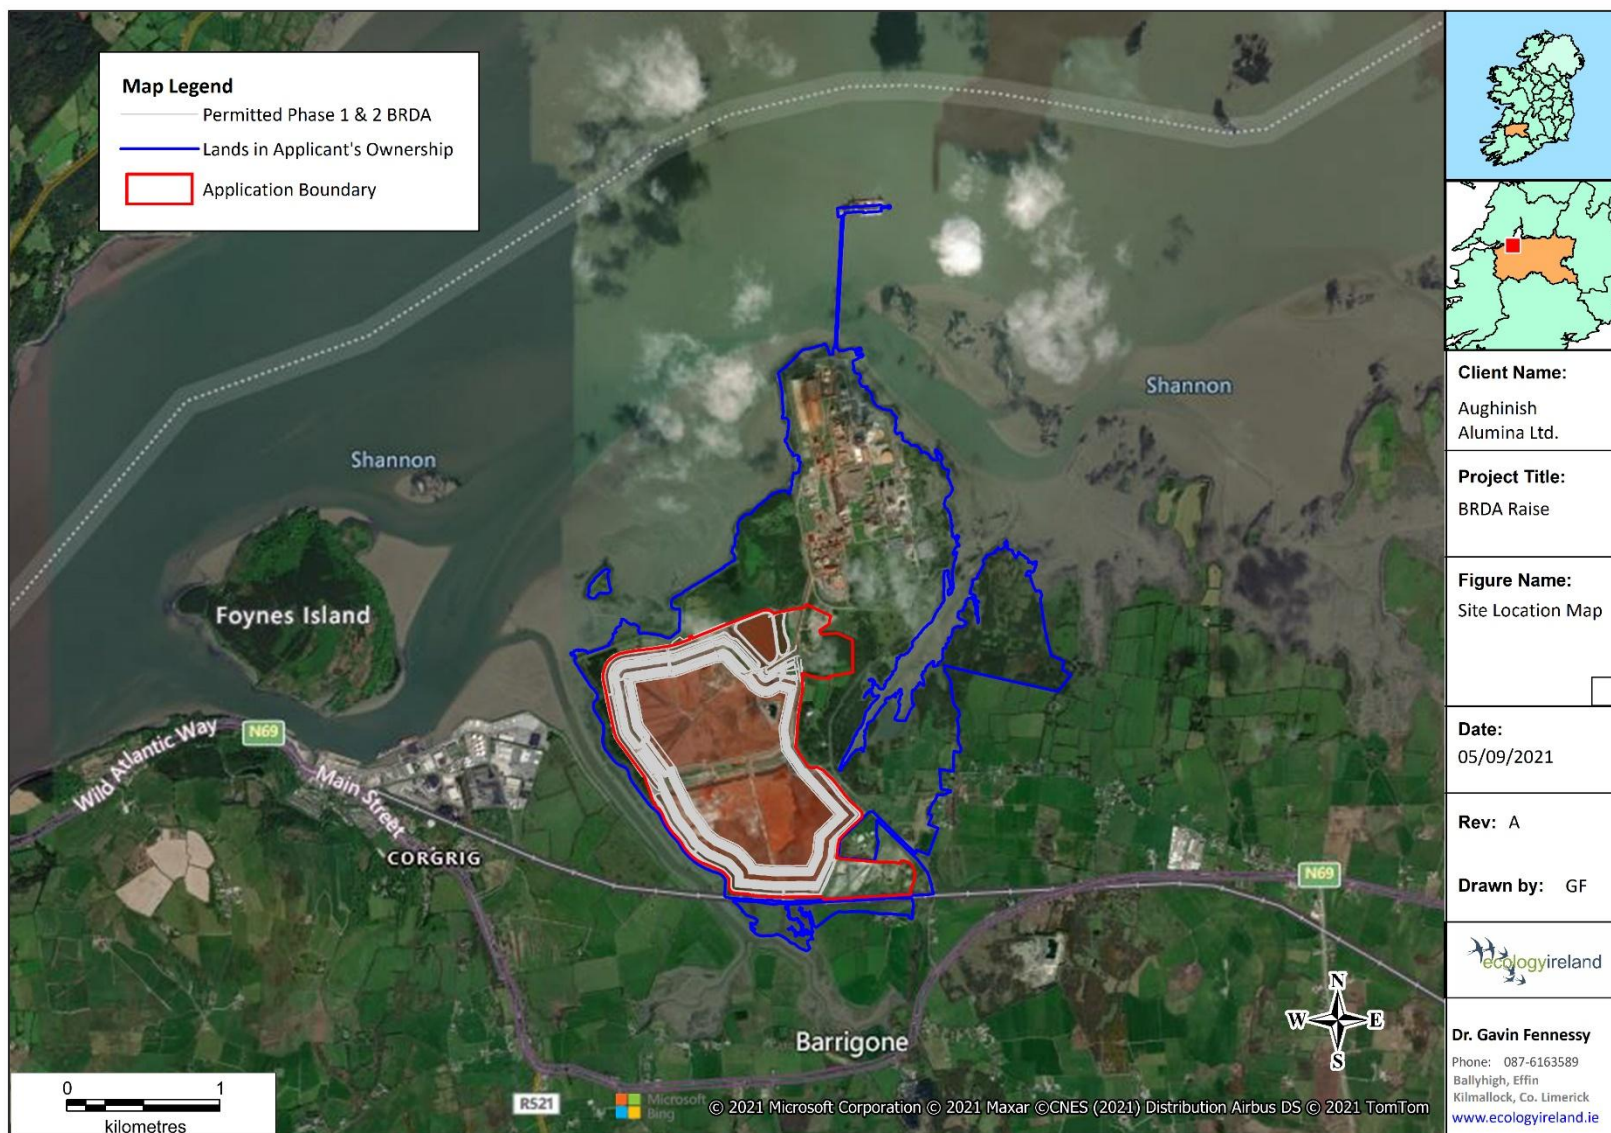 Map Legend
Permitted Phase 1 & 2 BRDA
Lands in Applicant's Ownership
Application Boundary
Shannon
Shannon
Foynes Island
Wild Atlantic Way
N69
Main Street
CORGRIG
N69
Barrigone
R521
N
W
E
S
0 1
kilometres
Microsoft
Bing
© 2021 Microsoft Corporation © 2021 Maxar ©CNES (2021) Distribution Airbus DS © 2021 TomTom
Client Name:
Aughinish
Alumina Ltd.
Project Title:
BRDA Raise
Figure Name:
Site Location Map
Date:
05/09/2021
Rev: A
Drawn by: GF
ecologyireland
Dr. Gavin Fennessy
Phone: 087-6163589
Ballyhigh, Effin
Kilmallock, Co. Limerick
www.ecologyireland.ie